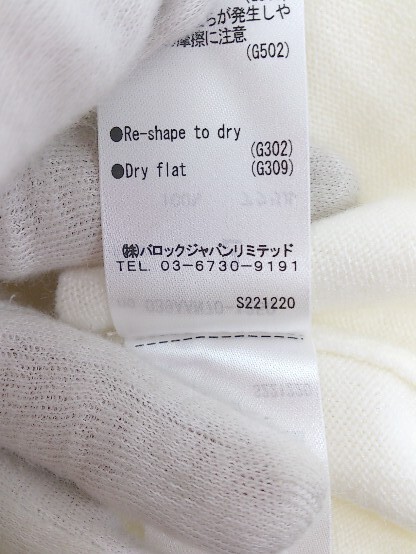 が発生しや
摩擦に注意
(G502)
●Re-shape to dry
(G302)
●Dry flat (G309)
㈱バロックジャパンリミテッド
TEL. 03-6730-9191
S221220